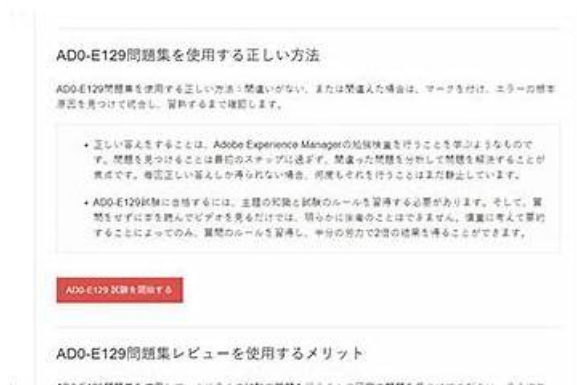 AD0-E129問題集を使用する正しい方法
AD0-E129問題集を使用する正しい方法：間違いがない、または間違えた場合は、マークを付け、エラーの根本
原因を見つけて統合し、習熟するまで確認します。
• 正しい答えをすることは、Adobe Experience Managerの勉強検査を行うことを学ぶようなもので
す。問題を見つけることは最初のステップに過ぎず、間違った問題を分析して問題を解決することが
焦点です。毎回正しい答えしか得られない場合、何度もそれを行うことはまだ静止しています。
• AD0-E129試験に合格するには、主題の知識と試験のルールを習得する必要があります。そして、質
問をせずに本を読んでビデオを見るだけでは、明らかに後者のことはできません。慎重に考えて要約
することによってのみ、質問のルールを習得し、半分の労力で2倍の結果を得ることができます。
AD0-E129 試験を開始する
AD0-E129問題集レビューを使用するメリット